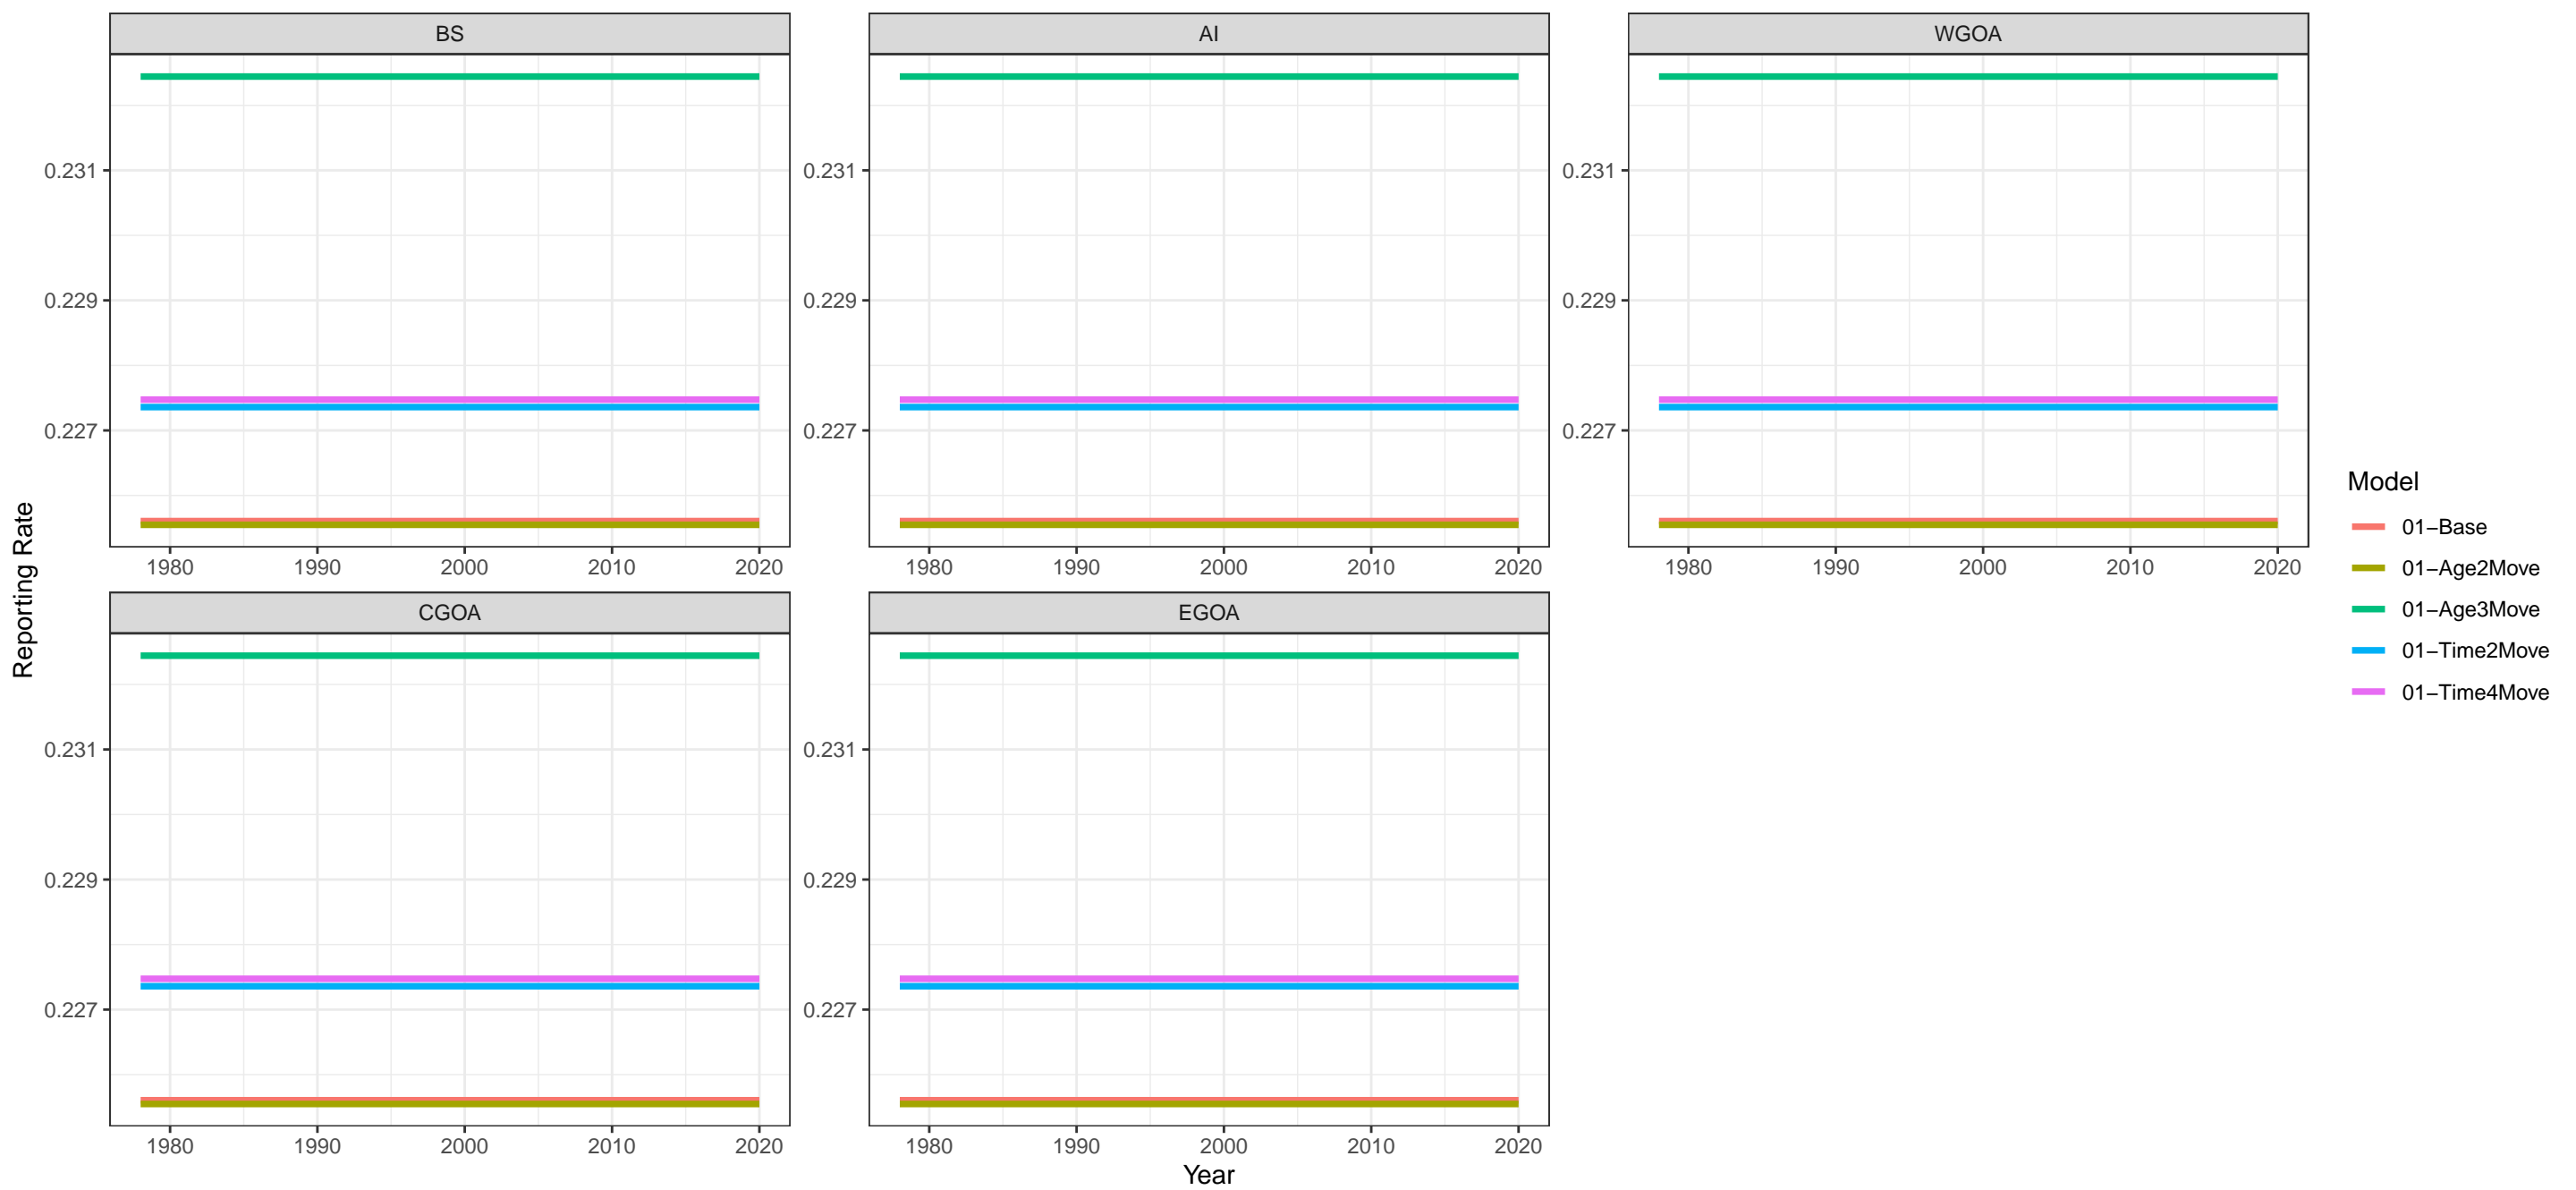 BS
AI
WGOA
0.231
0.229
0.227
0.231
0.229
0.227
0.231
0.229
0.227
1980 1990 2000 2010 2020
1980 1990 2000 2010 2020
1980 1990 2000 2010 2020
CGOA
EGOA
0.231
0.229
0.227
0.231
0.229
0.227
1980 1990 2000 2010 2020
1980 1990 2000 2010 2020
Reporting Rate
Year
Model
01−Base
01−Age2Move
01−Age3Move
01−Time2Move
01−Time4Move